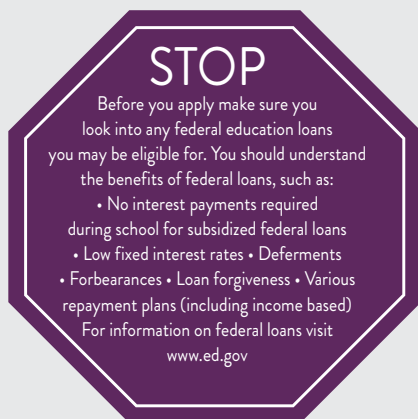 STOP
Before you apply make sure you
look into any federal education loans
you may be eligible for. You should understand
the benefits of federal loans, such as:
• No interest payments required
during school for subsidized federal loans
• Low fixed interest rates • Deferments
• Forbearances • Loan forgiveness • Various
repayment plans (including income based)
For information on federal loans visit
www.ed.gov